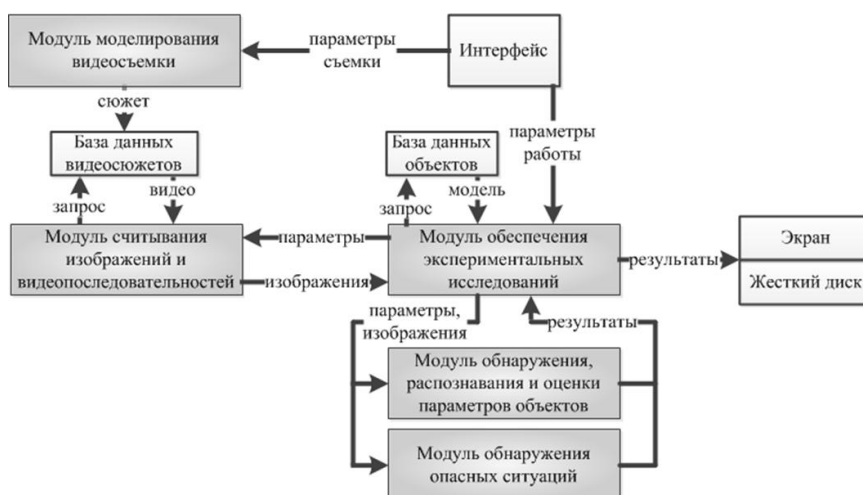 Модуль моделирования
видеосъемки
параметры
съемки
Интерфейс
сюжет
параметры
работы
База данных
видеосюжетов
База данных
объектов
запрос
видео
запрос
модель
Модуль считывания
изображений и
видеопоследовательностей
параметры
изображения
Модуль обеспечения
экспериментальных
исследований
результаты
Экран
Жесткий диск
параметры,
изображения
результаты
Модуль обнаружения,
распознавания и оценки
параметров объектов
Модуль обнаружения
опасных ситуаций